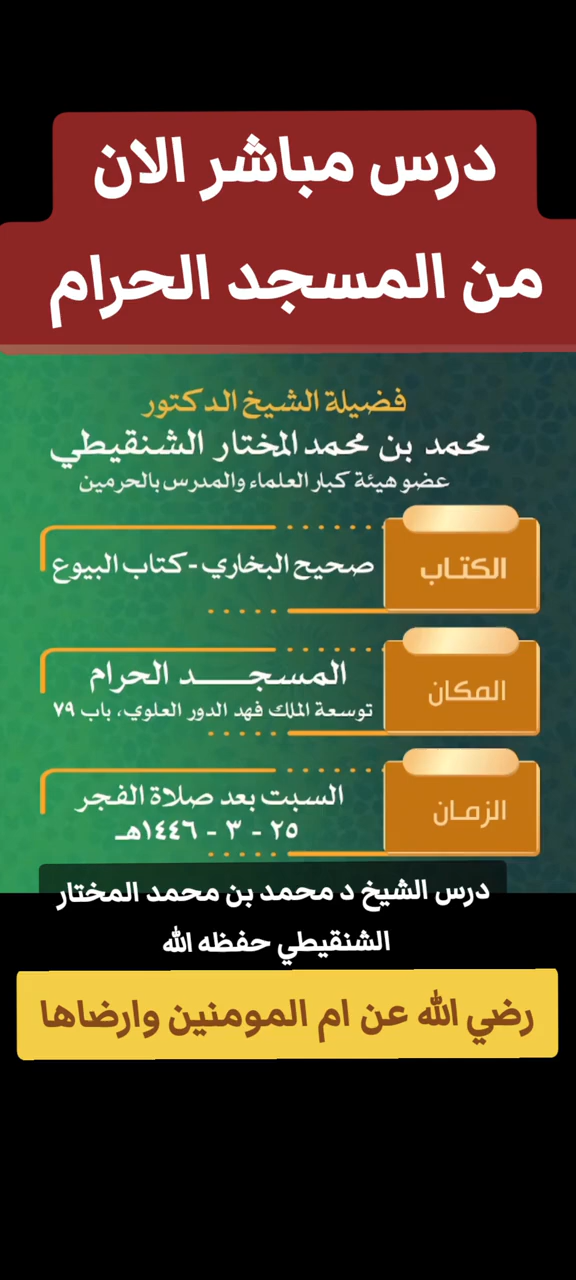 درس مباشر الان
من المسجد الحرام
فضيلة الشيخ الدكتور
محمد بن محمد المختار الشنقيطي
عضو هيئة كبار العلماء والمدرس بالحرمين
الكتاب
صحيح البخاري - كتاب البيوع
المكان
المسجد الحرام
توسعة الملك فهد الدور العلوي، باب ٧٩
الزمان
السبت بعد صلاة الفجر
٢٥ - ٣ - ١٤٤٦هـ
درس الشيخ د محمد بن محمد المختار
الشنقيطي حفظه الله
رضي الله عن ام المومنين وارضاها